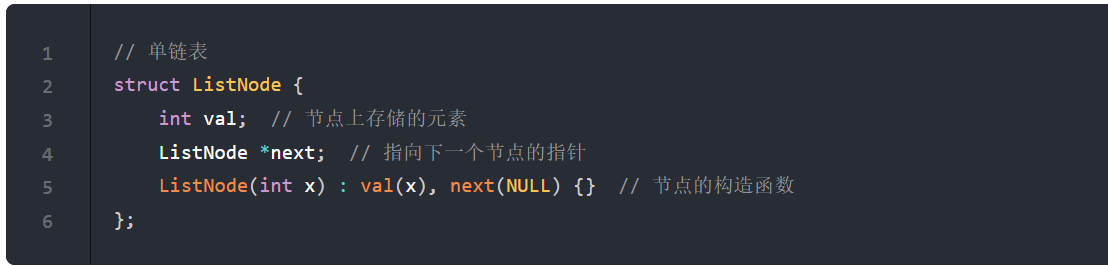 1 // 单链表
2 struct ListNode {
3     int val;  // 节点上存储的元素
4     ListNode *next;  // 指向下一个节点的指针
5     ListNode(int x) : val(x), next(NULL) {}  // 节点的构造函数
6 };